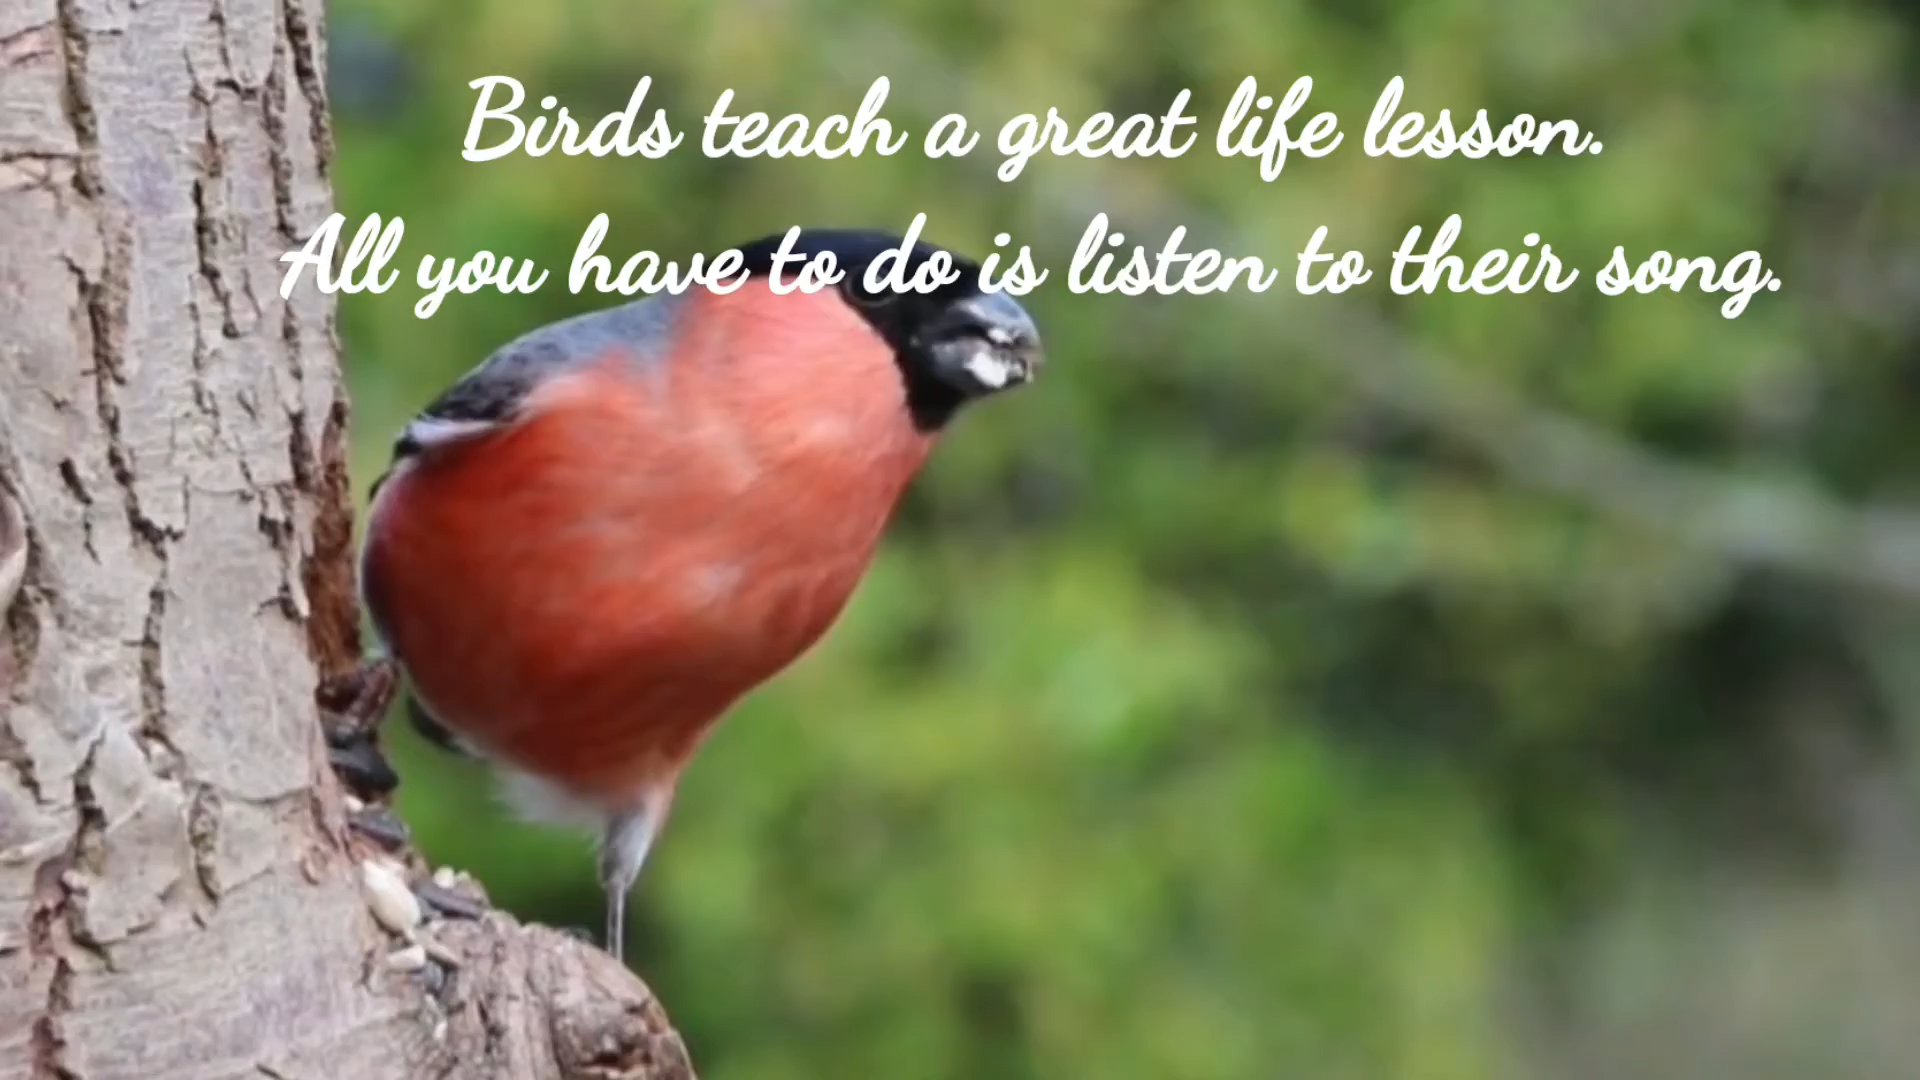 Birds teach a great life lesson.
All you have to do is listen to their song.